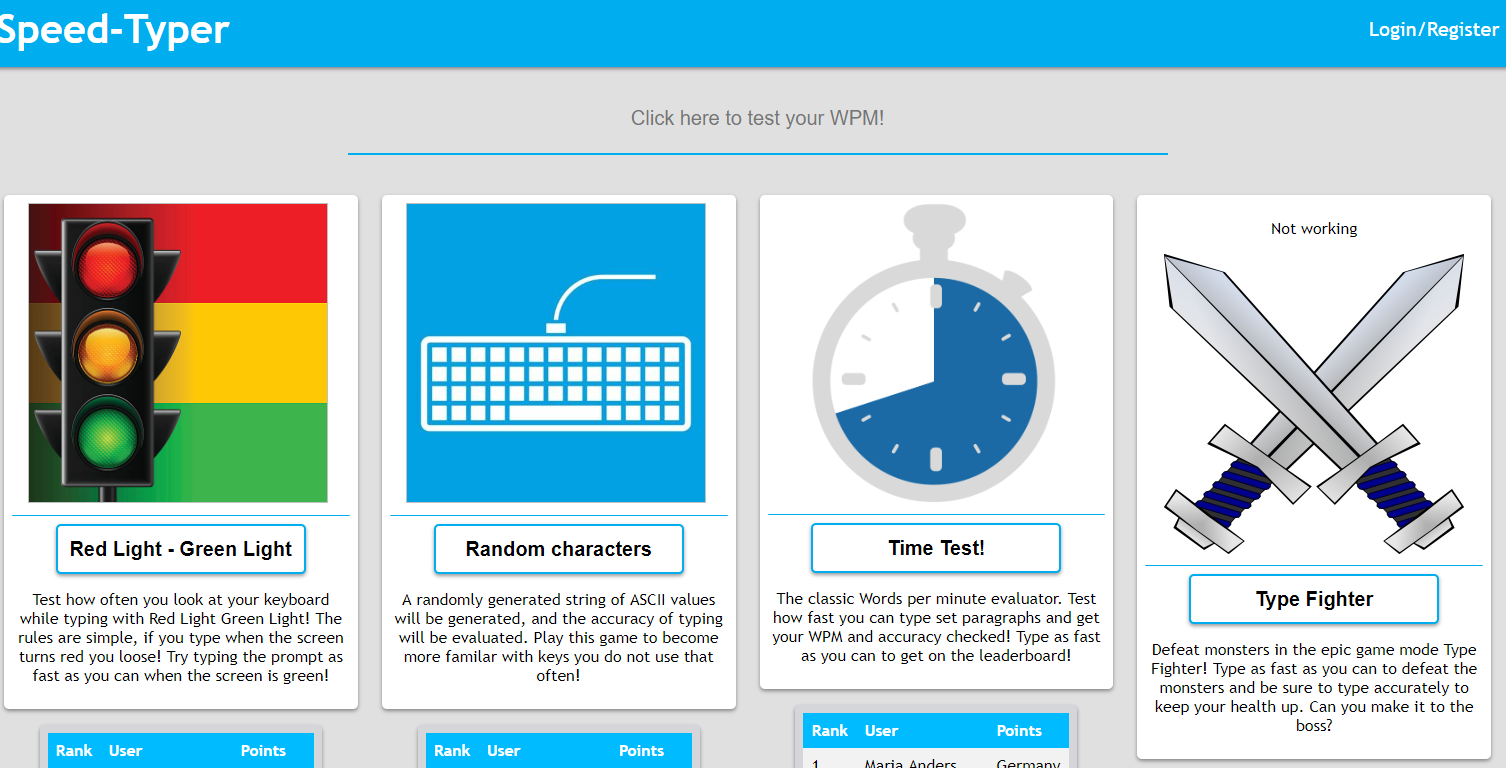 Speed-Typer
Login/Register
Click here to test your WPM!
Red Light - Green Light
Test how often you look at your keyboard
while typing with Red Light Green Light! The
rules are simple, if you type when the screen
turns red you loose! Try typing the prompt as
fast as you can when the screen is green!
Rank User Points
Random characters
A randomly generated string of ASCII values
will be generated, and the accuracy of typing
will be evaluated. Play this game to become
more familar with keys you do not use that
often!
Rank User Points
Time Test!
The classic Words per minute evaluator. Test
how fast you can type set paragraphs and get
your WPM and accuracy checked! Type as fast
as you can to get on the leaderboard!
Rank User Points
1 Maria Anders Germany
Not working
Type Fighter
Defeat monsters in the epic game mode Type
Fighter! Type as fast as you can to defeat the
monsters and be sure to type accurately to
keep your health up. Can you make it to the
boss?